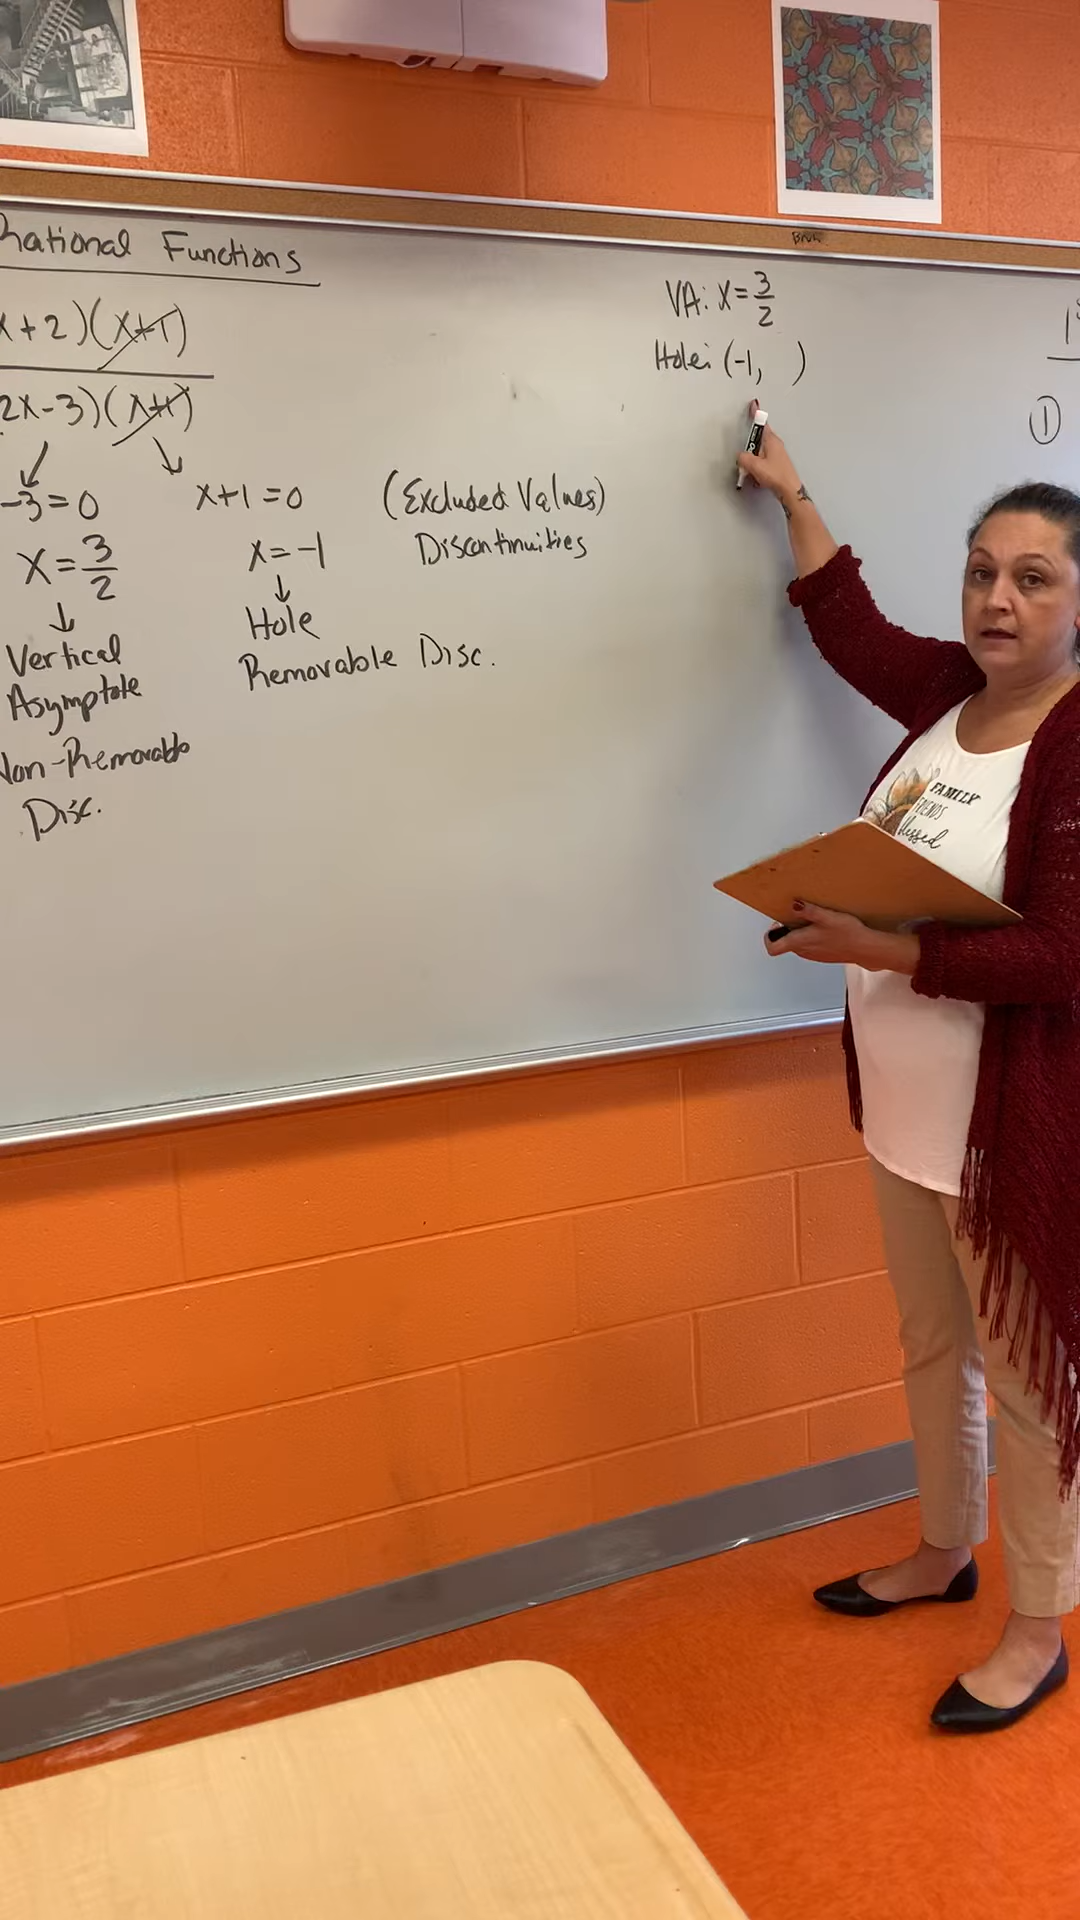 Rational Functions
x+2)(x+1)
2x-3)(x+1)
-3=0
x+1=0
(Excluded Values)
x=3/2
x=-1
Discontinuities
↓
Vertical
Asymptote
Non-Removable
Disc.
↓
Hole
Removable Disc.
VA: x=3/2
Hole: (-1, )
①
FAMILY
FRIENDS
blessed